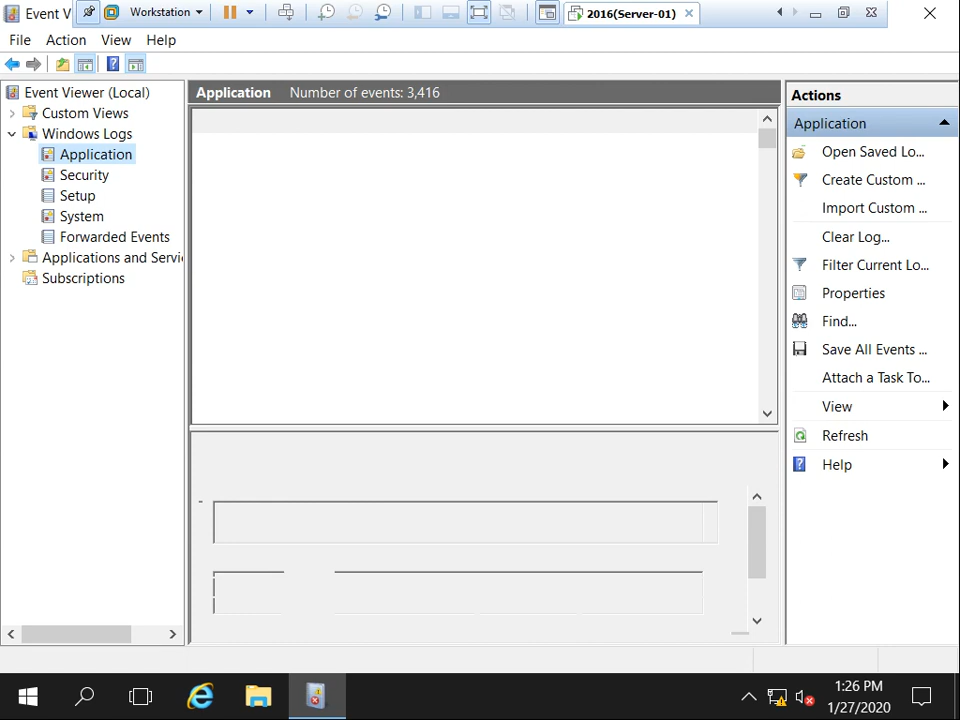 Event V
Workstation
2016(Server-01)
File Action View Help
Event Viewer (Local)
Custom Views
Windows Logs
Application
Security
Setup
System
Forwarded Events
Applications and Servi
Subscriptions
Application Number of events: 3,416
Actions
Application
Open Saved Lo...
Create Custom ...
Import Custom ...
Clear Log...
Filter Current Lo...
Properties
Find...
Save All Events ...
Attach a Task To...
View
Refresh
Help
1:26 PM
1/27/2020